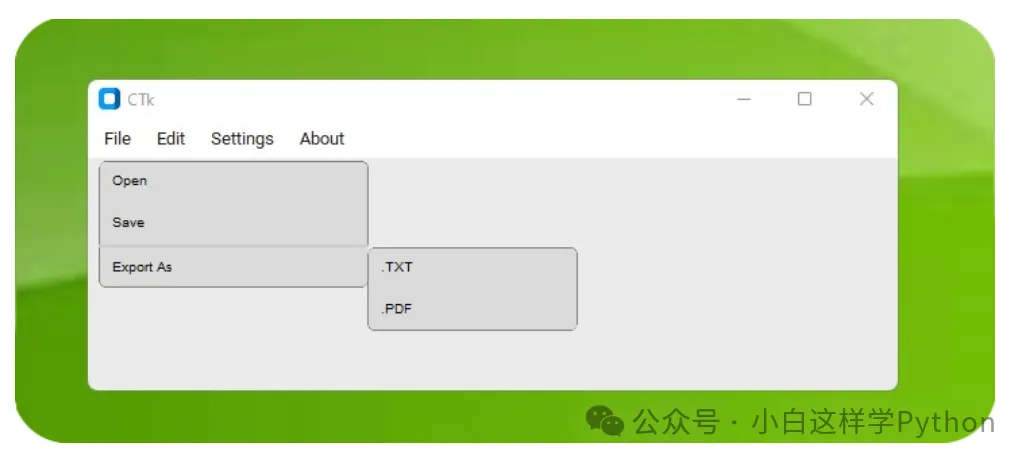 CTk
File Edit Settings About
Open
Save
Export As
.TXT
.PDF
公众号 · 小白这样学Python